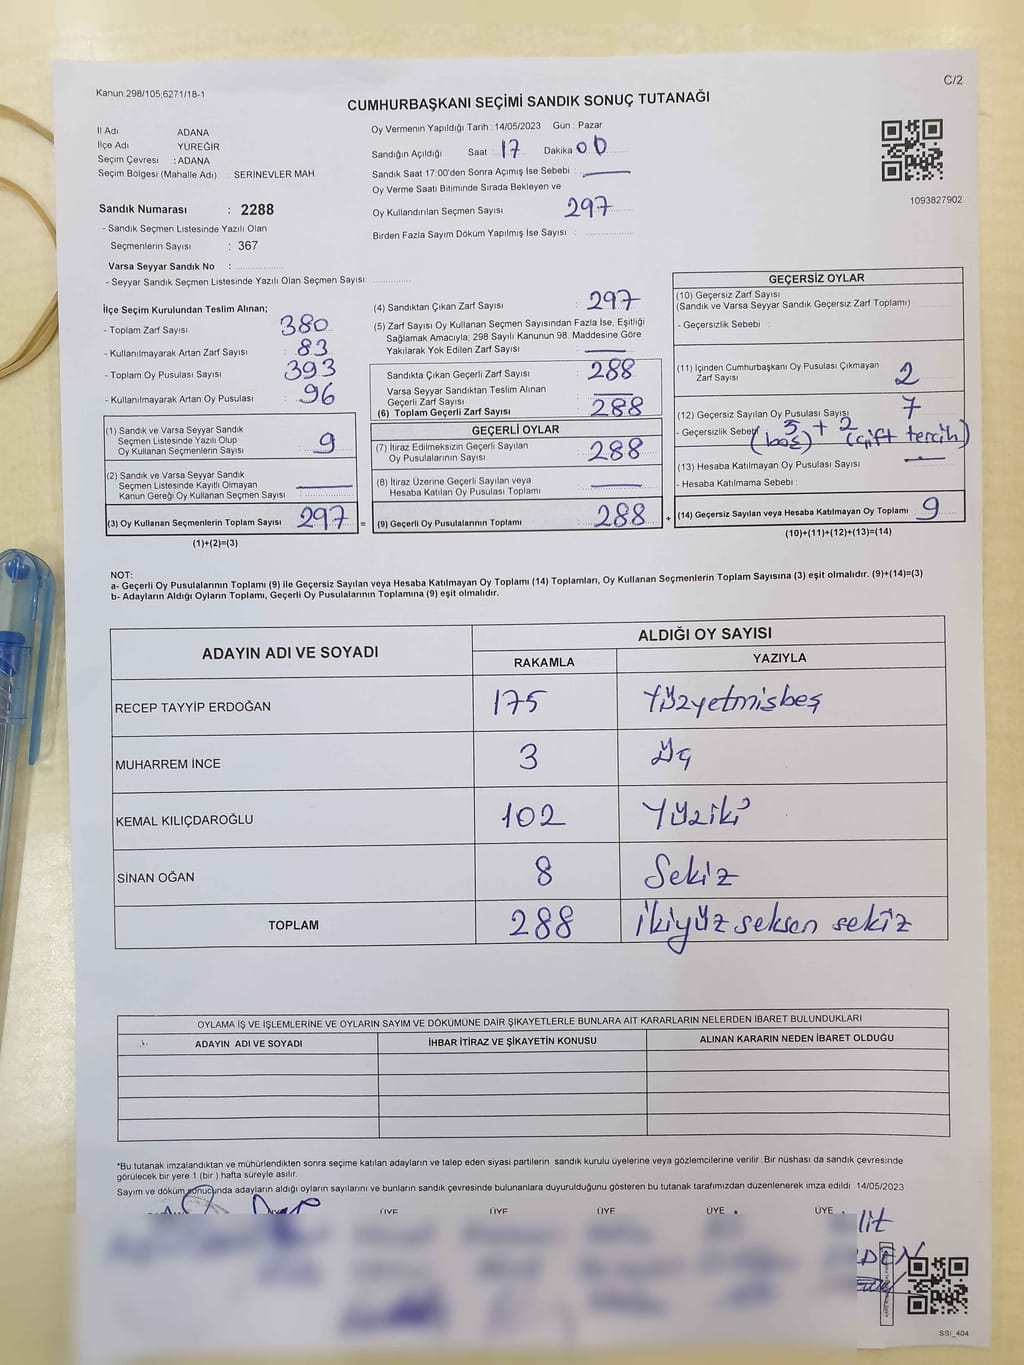 C/2
Kanun.298/105,6271/18-1
CUMHURBAŞKANI SEÇİMİ SANDIK SONUÇ TUTANAĞI
İl Adı ADANA
İlçe Adı YÜREĞİR
Seçim Çevresi : ADANA
Seçim Bölgesi (Mahalle Adı) : SERİNEVLER MAH
Sandık Numarası : 2288
- Sandık Seçmen Listesinde Yazılı Olan
Seçmenlerin Sayısı : 367
Varsa Seyyar Sandık No :
- Seyyar Sandık Seçmen Listesinde Yazılı Olan Seçmen Sayısı:
Oy Vermenin Yapıldığı Tarih : 14/05/2023 Gün : Pazar
Sandığın Açıldığı Saat : 17 Dakika 00
Sandık Saat 17:00'den Sonra Açımış İse Sebebi :
Oy Verme Saati Bitiminde Sırada Bekleyen ve
Oy Kullandırılan Seçmen Sayısı 297
Birden Fazla Sayım Döküm Yapılmış İse Sayısı :
1093827902
İlçe Seçim Kurulundan Teslim Alınan;
- Toplam Zarf Sayısı 380
- Kullanılmayarak Artan Zarf Sayısı : 83
- Toplam Oy Pusulası Sayısı : 393
- Kullanılmayarak Artan Oy Pusulası : 96
(1) Sandık ve Varsa Seyyar Sandık
Seçmen Listesinde Yazılı Olup
Oy Kullanan Seçmenlerin Sayısı 9
(2) Sandık ve Varsa Seyyar Sandık
Seçmen Listesinde Kayıtlı Olmayan
Kanun Gereği Oy Kullanan Seçmen Sayısı :
(3) Oy Kullanan Seçmenlerin Toplam Sayısı 297 =
(1)+(2)=(3)
(4) Sandıktan Çıkan Zarf Sayısı : 297
(5) Zarf Sayısı Oy Kullanan Seçmen Sayısından Fazla İse, Eşitliği
Sağlamak Amacıyla; 298 Sayılı Kanunun 98. Maddesine Göre
Yakılarak Yok Edilen Zarf Sayısı :
Sandıkta Çıkan Geçerli Zarf Sayısı : 288
Varsa Seyyar Sandıktan Teslim Alınan
Geçerli Zarf Sayısı :
(6) Toplam Geçerli Zarf Sayısı : 288
GEÇERLİ OYLAR
(7) İtiraz Edilmeksizin Geçerli Sayılan
Oy Pusulalarının Sayısı : 288
(8) İtiraz Üzerine Geçerli Sayılan veya
Hesaba Katılan Oy Pusulası Toplamı :
(9) Geçerli Oy Pusulalarının Toplamı : 288 +
GEÇERSİZ OYLAR
(10) Geçersiz Zarf Sayısı
(Sandık ve Varsa Seyyar Sandık Geçersiz Zarf Toplamı)
- Geçersizlik Sebebi :
(11) İçinden Cumhurbaşkanı Oy Pusulası Çıkmayan
Zarf Sayısı 2
(12) Geçersiz Sayılan Oy Pusulası Sayısı 7
- Geçersizlik Sebebi 5 (boş) + 2 (çift tercih)
(13) Hesaba Katılmayan Oy Pusulası Sayısı
- Hesaba Katılmama Sebebi :
(14) Geçersiz Sayılan veya Hesaba Katılmayan Oy Toplamı 9
(10)+(11)+(12)+(13)=(14)
NOT:
a- Geçerli Oy Pusulalarının Toplamı (9) ile Geçersiz Sayılan veya Hesaba Katılmayan Oy Toplamı (14) Toplamları, Oy Kullanan Seçmenlerin Toplam Sayısına (3) eşit olmalıdır. (9)+(14)=(3)
b- Adayların Aldığı Oyların Toplamı, Geçerli Oy Pusulalarının Toplamına (9) eşit olmalıdır.
ADAYIN ADI VE SOYADI ALDIĞI OY SAYISI
RAKAMLA YAZIYLA
RECEP TAYYİP ERDOĞAN 175 Yüzyetmişbeş
MUHARREM İNCE 3 Üç
KEMAL KILIÇDAROĞLU 102 Yüziki
SİNAN OĞAN 8 Sekiz
TOPLAM 288 ikiyüz seksen sekiz
OYLAMA İŞ VE İŞLEMLERİNE VE OYLARIN SAYIM VE DÖKÜMÜNE DAİR ŞİKAYETLERLE BUNLARA AİT KARARLARIN NELERDEN İBARET BULUNDUKLARI
ADAYIN ADI VE SOYADI İHBAR İTİRAZ VE ŞİKAYETİN KONUSU ALINAN KARARIN NEDEN İBARET OLDUĞU
*Bu tutanak imzalandıktan ve mühürlendikten sonra seçime katılan adayların ve talep eden siyasi partilerin sandık kurulu üyelerine veya gözlemcilerine verilir. Bir nüshası da sandık çevresinde
görülecek bir yere 1 (bir) hafta süreyle asılır.
Sayım ve döküm sonucunda adayların aldığı oyların sayılarını ve bunların sandık çevresinde bulunanlara duyurulduğunu gösteren bu tutanak tarafımızdan düzenlenerek imza edildi 14/05/2023
ÜYE ÜYE ÜYE ÜYE ÜYE
SSI_404